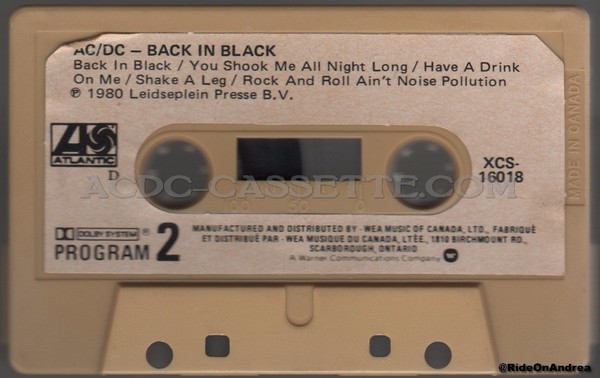 AC/DC – BACK IN BLACK
Back In Black / You Shook Me All Night Long / Have A Drink
On Me / Shake A Leg / Rock And Roll Ain't Noise Pollution
℗ 1980 Leidseplein Presse B.V.
ATLANTIC
D
XCS-
16018
MADE IN CANADA
ACDC-CASSETTE.COM
100 50 0
DOLBY SYSTEM
PROGRAM 2
MANUFACTURED AND DISTRIBUTED BY - WEA MUSIC OF CANADA, LTD., FABRIQUÉ
ET DISTRIBUÉ PAR - WEA MUSIQUE DU CANADA, LTÉE., 1810 BIRCHMOUNT RD.,
SCARBOROUGH, ONTARIO
A Warner Communications Company
@RideOnAndrea